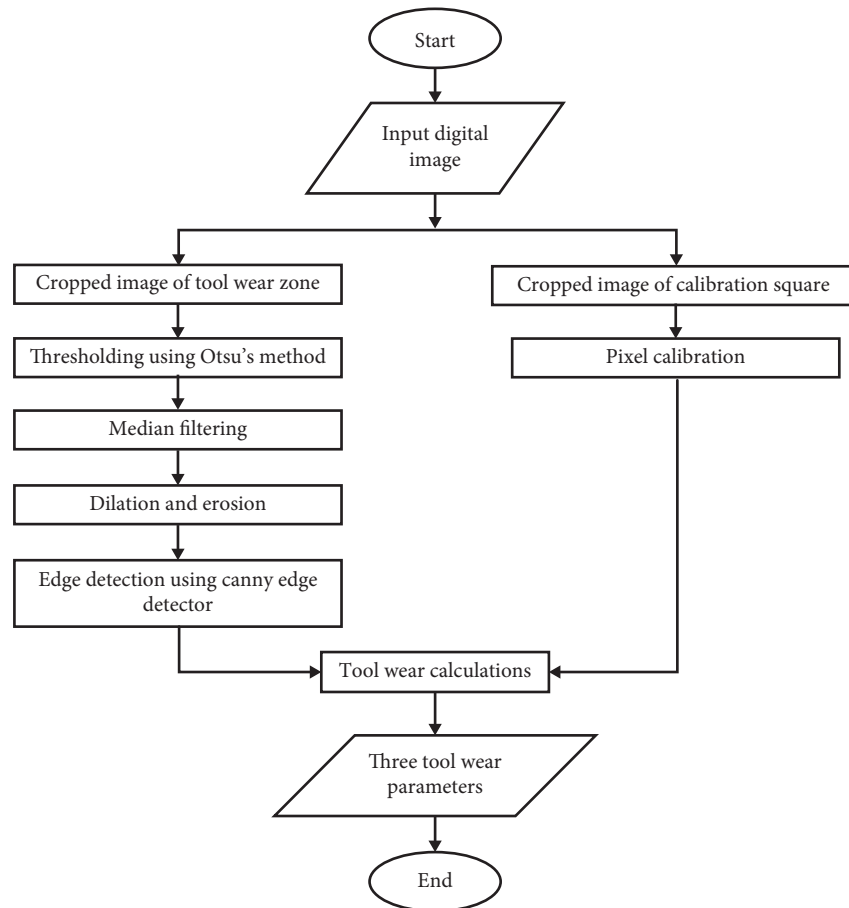 Start
Input digital
image
Cropped image of tool wear zone
Thresholding using Otsu’s method
Median filtering
Dilation and erosion
Edge detection using canny edge
detector
Cropped image of calibration square
Pixel calibration
Tool wear calculations
Three tool wear
parameters
End